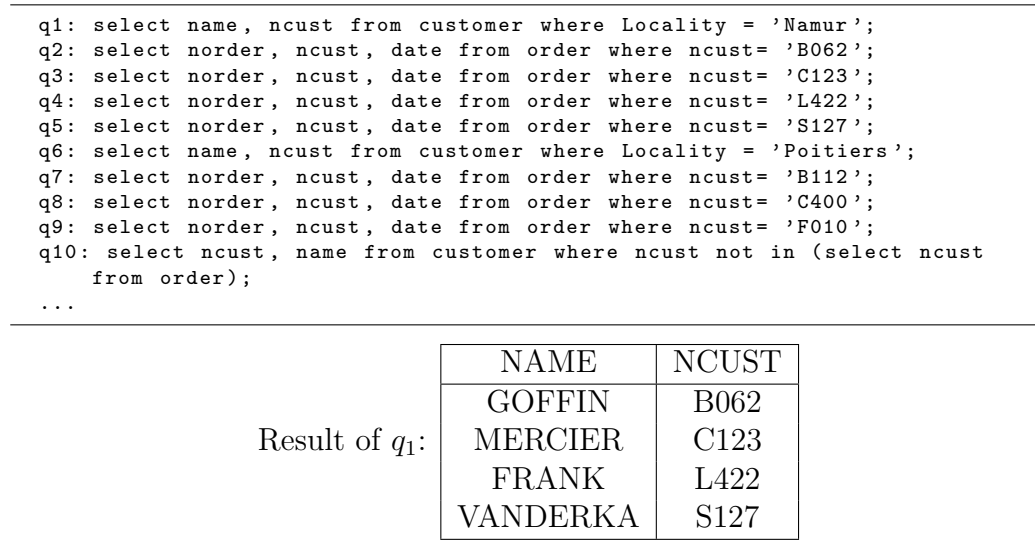 q1: select name, ncust from customer where Locality = 'Namur';
q2: select norder, ncust, date from order where ncust= 'B062';
q3: select norder, ncust, date from order where ncust= 'C123';
q4: select norder, ncust, date from order where ncust= 'L422';
q5: select norder, ncust, date from order where ncust= 'S127';
q6: select name, ncust from customer where Locality = 'Poitiers';
q7: select norder, ncust, date from order where ncust= 'B112';
q8: select norder, ncust, date from order where ncust= 'C400';
q9: select norder, ncust, date from order where ncust= 'F010';
q10: select ncust, name from customer where ncust not in (select ncust
from order);
...
NAME NCUST
GOFFIN B062
Result of q₁: MERCIER C123
FRANK L422
VANDERKA S127